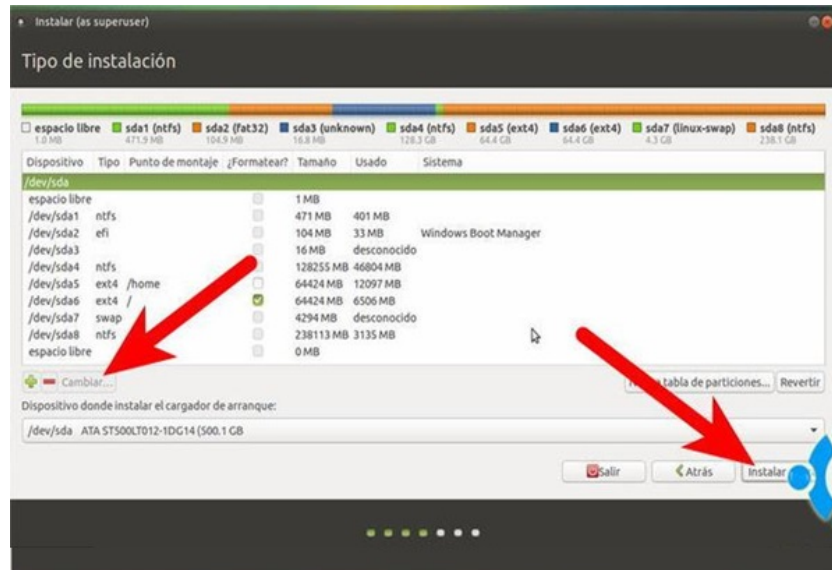 Instalar (as superuser)
Tipo de instalación
espacio libre sda1 (ntfs) sda2 (fat32) sda3 (unknown) sda4 (ntfs) sda5 (ext4) sda6 (ext4) sda7 (linux-swap) sda8 (ntfs)
1.0 MB 471.9 MB 104.9 MB 16.8 MB 128.3 GB 64.4 GB 64.4 GB 4.3 GB 238.1 GB
Dispositivo Tipo Punto de montaje ¿Formatear? Tamaño Usado Sistema
/dev/sda
espacio libre 1 MB
/dev/sda1 ntfs 471 MB 401 MB
/dev/sda2 efi 104 MB 33 MB Windows Boot Manager
/dev/sda3 16 MB desconocido
/dev/sda4 ntfs 128255 MB 46804 MB
/dev/sda5 ext4 /home 64424 MB 12097 MB
/dev/sda6 ext4 / 64424 MB 6506 MB
/dev/sda7 swap 4294 MB desconocido
/dev/sda8 ntfs 238113 MB 3135 MB
espacio libre 0 MB
Cambiar... tabla de particiones... Revertir
Dispositivo donde instalar el cargador de arranque:
/dev/sda ATA ST500LT012-1DG14 (500.1 GB
Salir Atrás Instalar